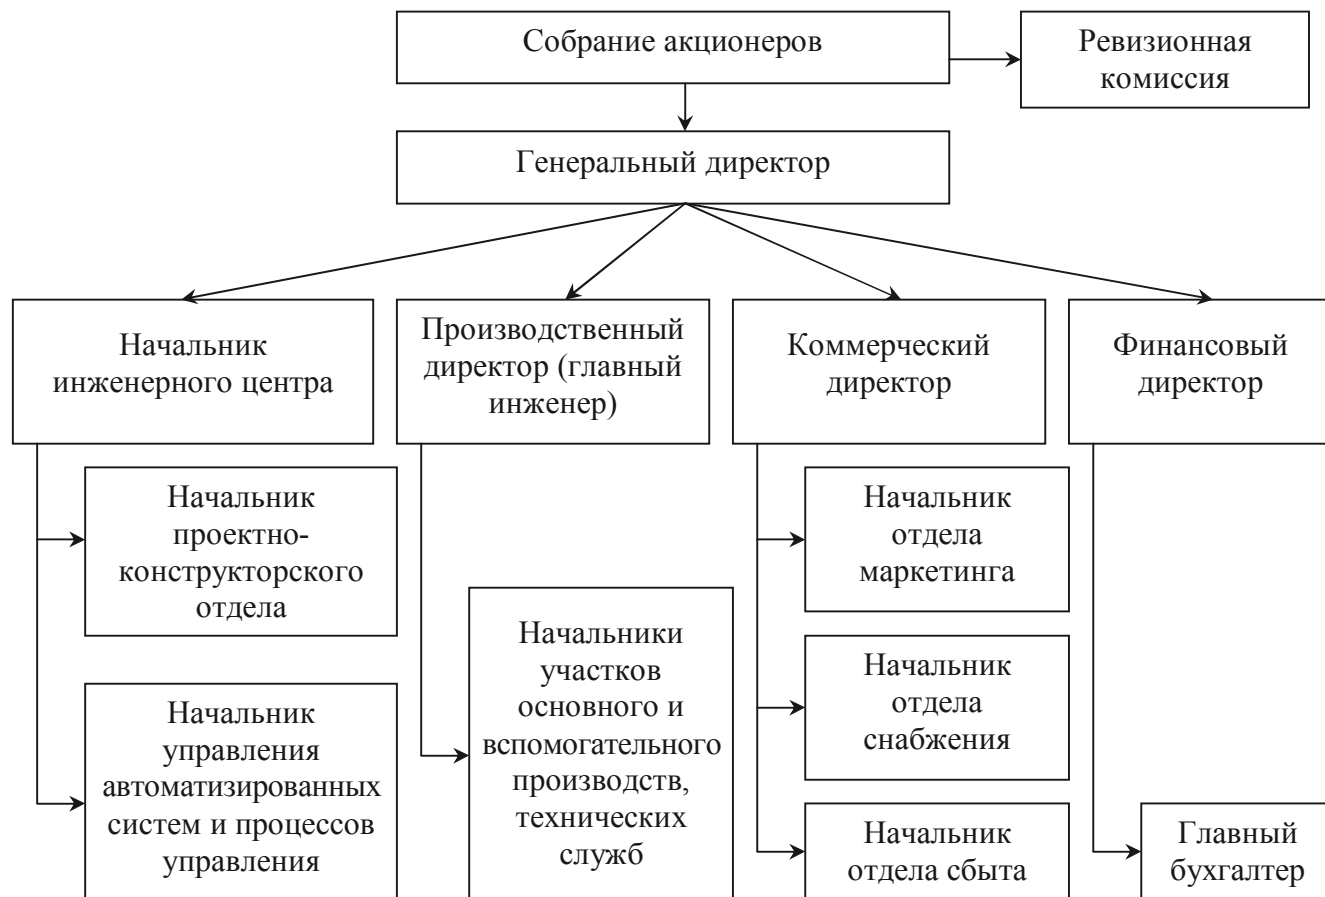 Собрание акционеров
Ревизионная
комиссия
Генеральный директор
Начальник
инженерного центра
Производственный
директор (главный
инженер)
Коммерческий
директор
Финансовый
директор
Начальник
проектно-
конструкторского
отдела
Начальник
управления
автоматизированных
систем и процессов
управления
Начальники
участков
основного и
вспомогательного
производств,
технических
служб
Начальник
отдела
маркетинга
Начальник
отдела
снабжения
Начальник
отдела сбыта
Главный
бухгалтер